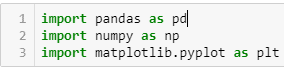 1 import pandas as pd
2 import numpy as np
3 import matplotlib.pyplot as plt